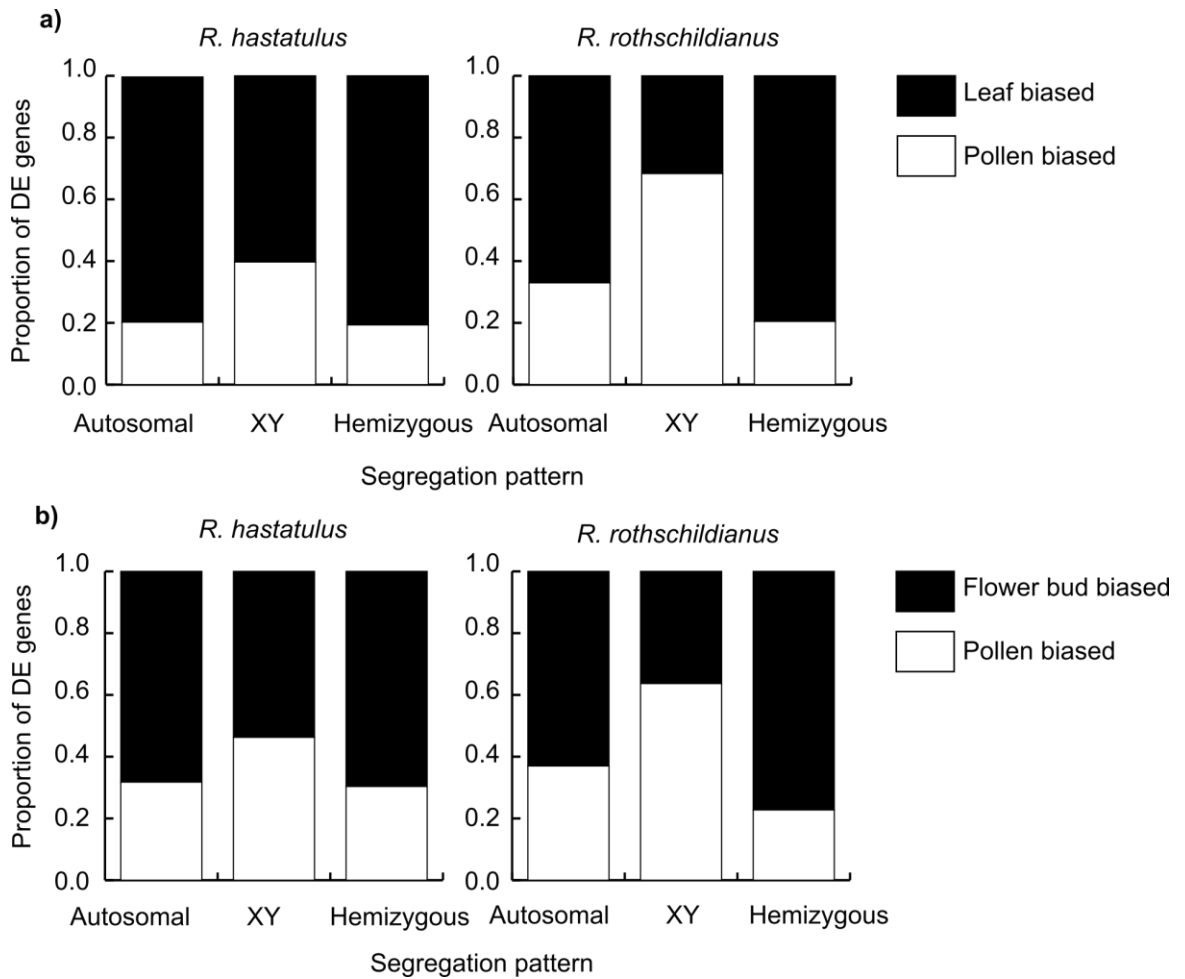 a)
R. hastatulus
R. rothschildianus
Proportion of DE genes
1.0
0.8
0.6
0.4
0.2
0.0
Autosomal XY Hemizygous
1.0
0.8
0.6
0.4
0.2
0.0
Autosomal XY Hemizygous
Leaf biased
Pollen biased
Segregation pattern
b)
R. hastatulus
R. rothschildianus
Proportion of DE genes
1.0
0.8
0.6
0.4
0.2
0.0
Autosomal XY Hemizygous
1.0
0.8
0.6
0.4
0.2
0.0
Autosomal XY Hemizygous
Flower bud biased
Pollen biased
Segregation pattern